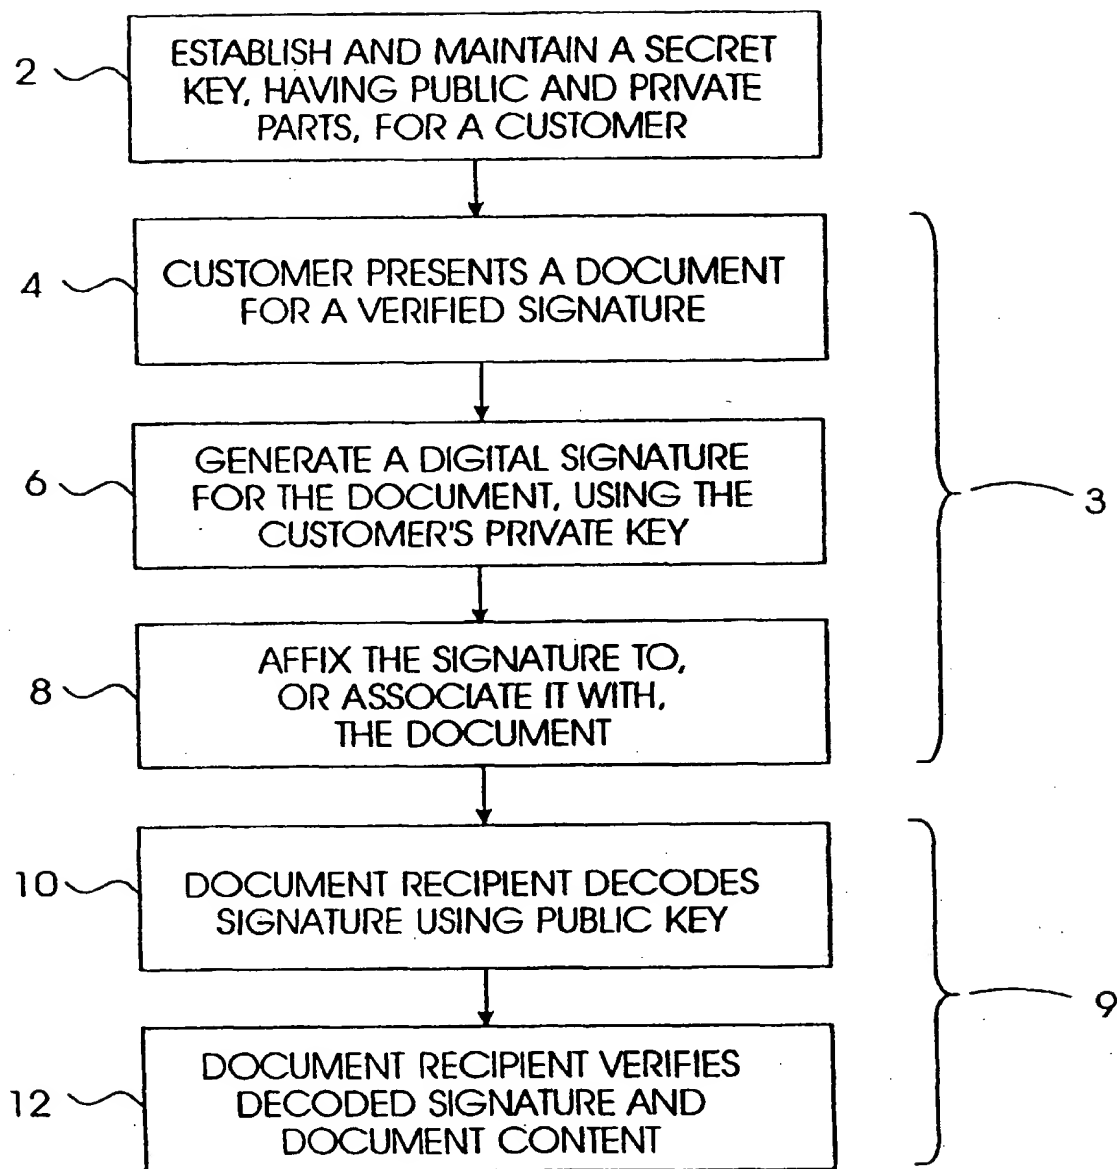 2
ESTABLISH AND MAINTAIN A SECRET
KEY, HAVING PUBLIC AND PRIVATE
PARTS, FOR A CUSTOMER
4
CUSTOMER PRESENTS A DOCUMENT
FOR A VERIFIED SIGNATURE
6
GENERATE A DIGITAL SIGNATURE
FOR THE DOCUMENT, USING THE
CUSTOMER'S PRIVATE KEY
3
8
AFFIX THE SIGNATURE TO,
OR ASSOCIATE IT WITH,
THE DOCUMENT
10
DOCUMENT RECIPIENT DECODES
SIGNATURE USING PUBLIC KEY
9
12
DOCUMENT RECIPIENT VERIFIES
DECODED SIGNATURE AND
DOCUMENT CONTENT